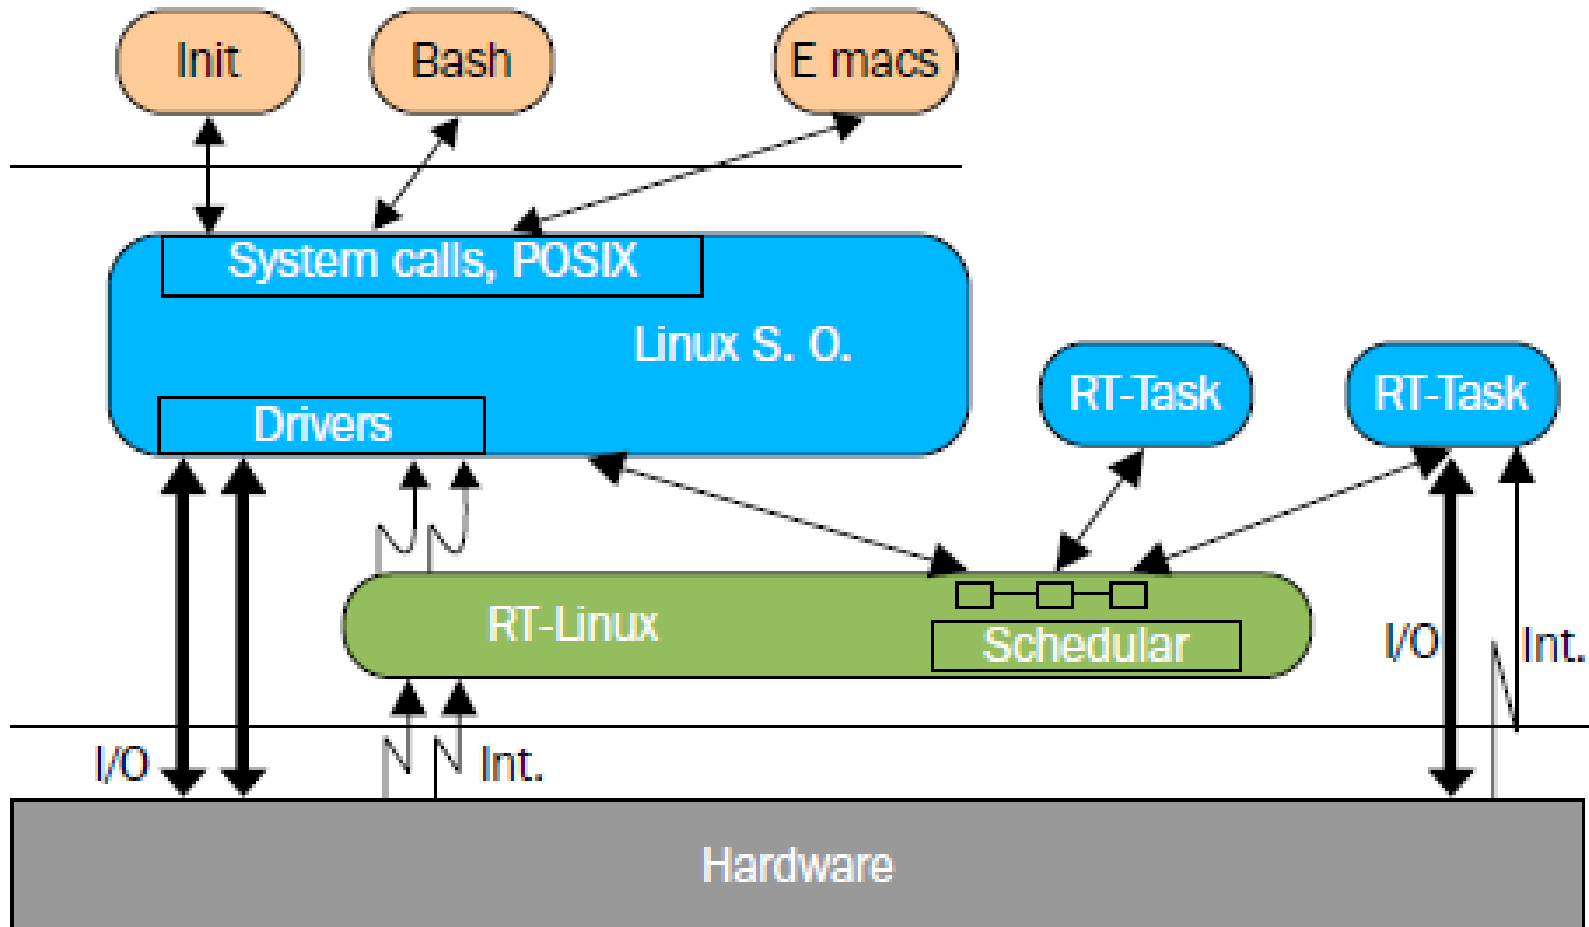 Init
Bash
E macs
System calls, POSIX
Linux S. O.
Drivers
RT-Task
RT-Task
RT-Linux
Schedular
I/O
Int.
I/O
Int.
Hardware